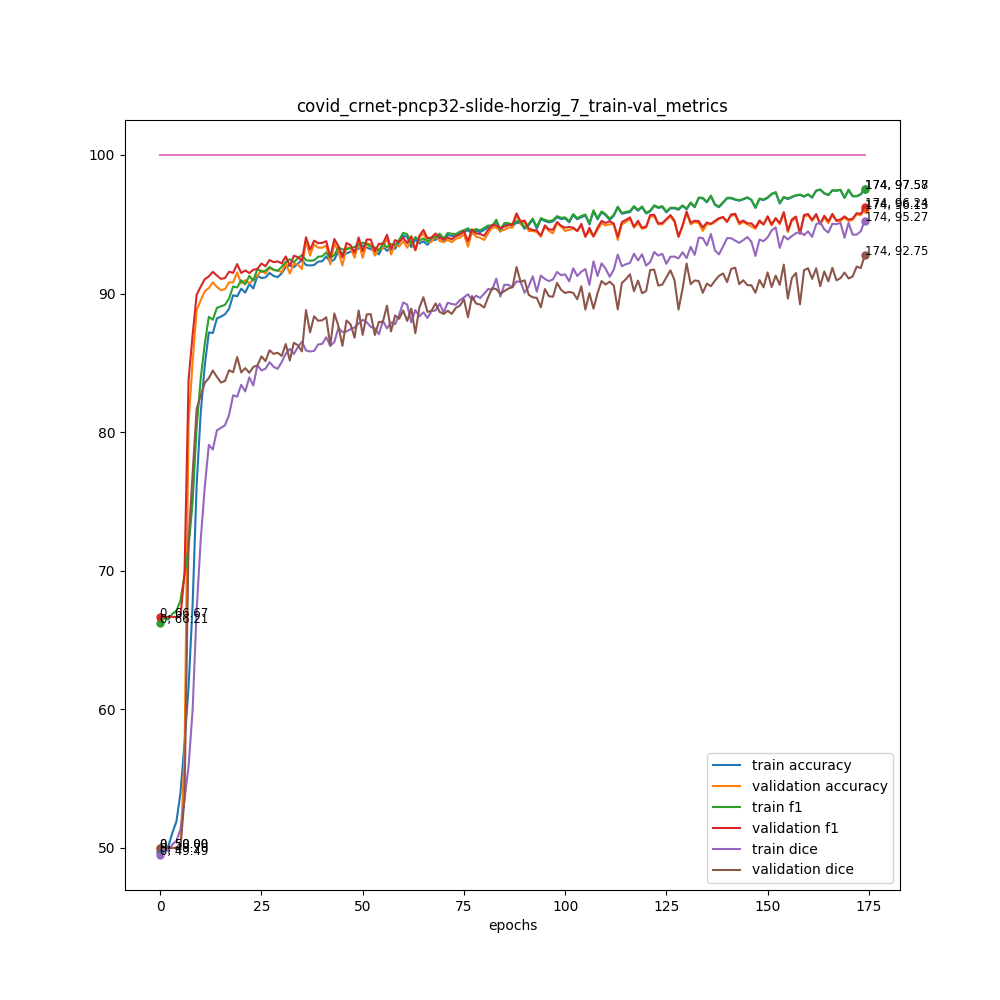 covid_crnet-pncp32-slide-horzig_7_train-val_metrics
100
90
80
70
60
50
174, 97.58
174, 96.24
174, 95.27
174, 92.75
0, 66.67
0, 66.21
0, 50.00
0, 49.49
train accuracy
validation accuracy
train f1
validation f1
train dice
validation dice
0
25
50
75
100
125
150
175
epochs